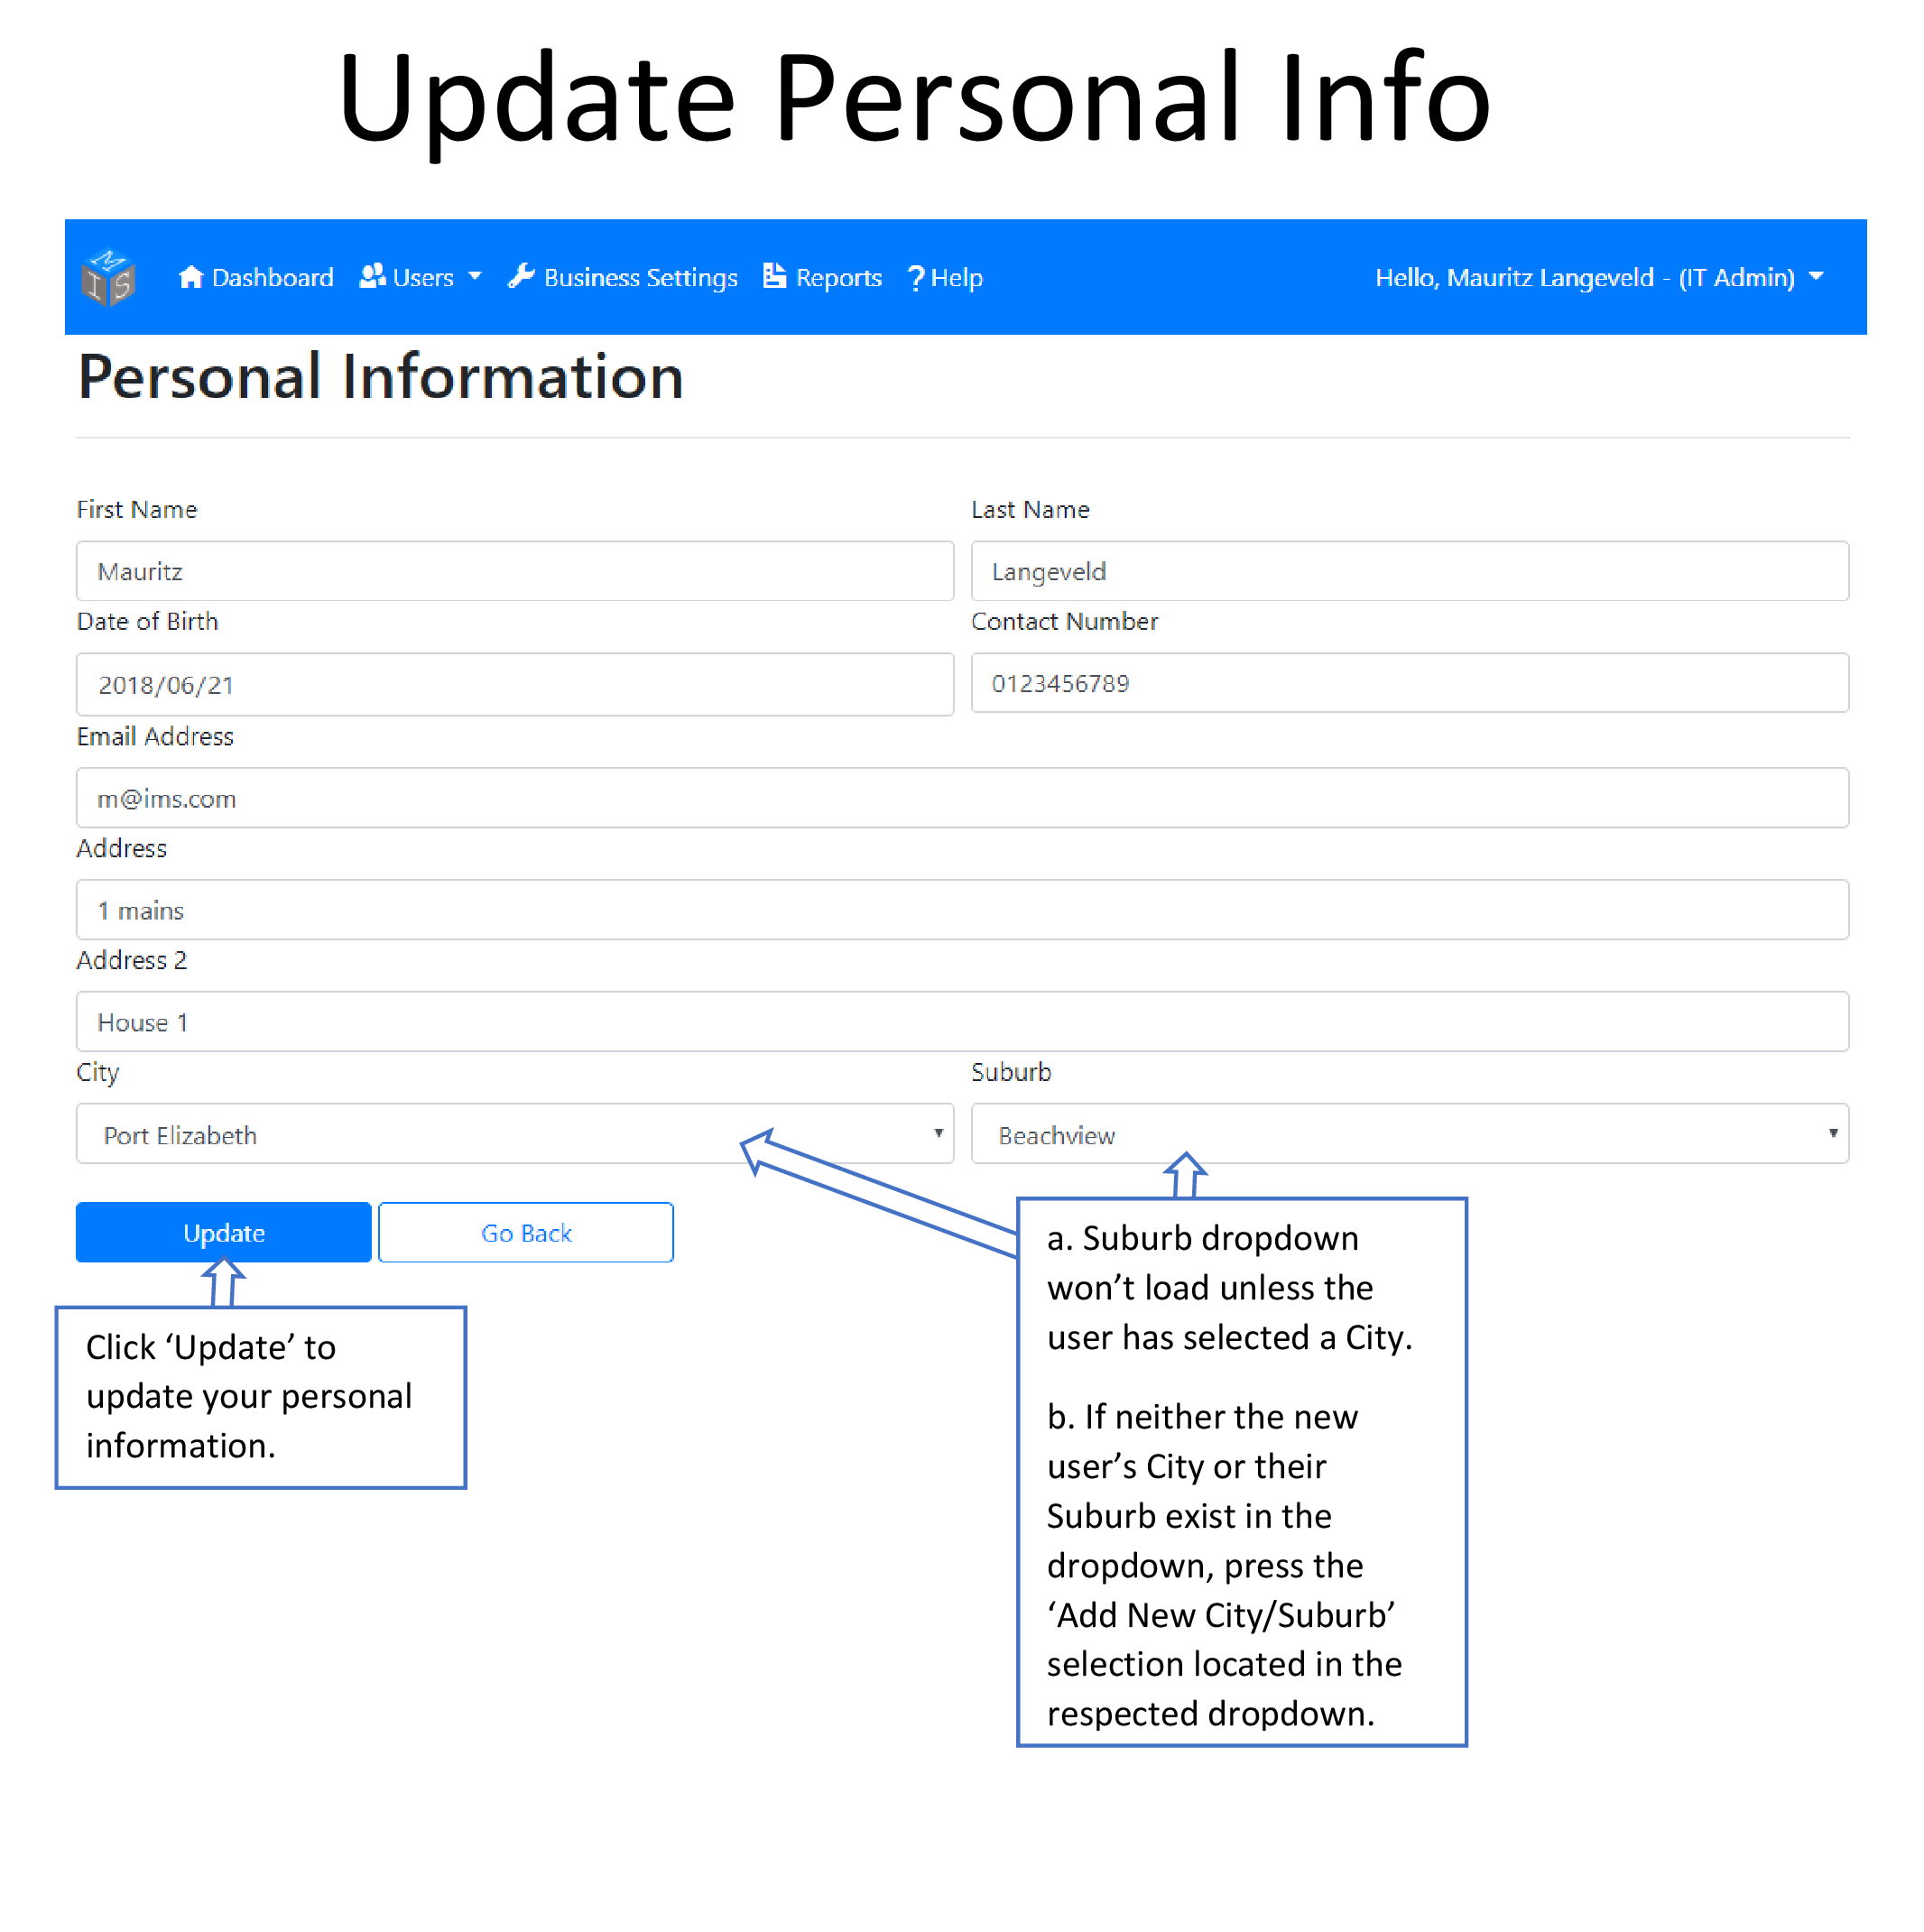 Update Personal Info
M I S Dashboard Users Business Settings Reports ? Help Hello, Mauritz Langeveld - (IT Admin)
Personal Information
First Name Last Name
Mauritz Langeveld
Date of Birth Contact Number
2018/06/21 0123456789
Email Address
m@ims.com
Address
1 mains
Address 2
House 1
City Suburb
Port Elizabeth Beachview
Update Go Back
Click ‘Update’ to
update your personal
information.
a. Suburb dropdown
won’t load unless the
user has selected a City.
b. If neither the new
user’s City or their
Suburb exist in the
dropdown, press the
‘Add New City/Suburb’
selection located in the
respected dropdown.